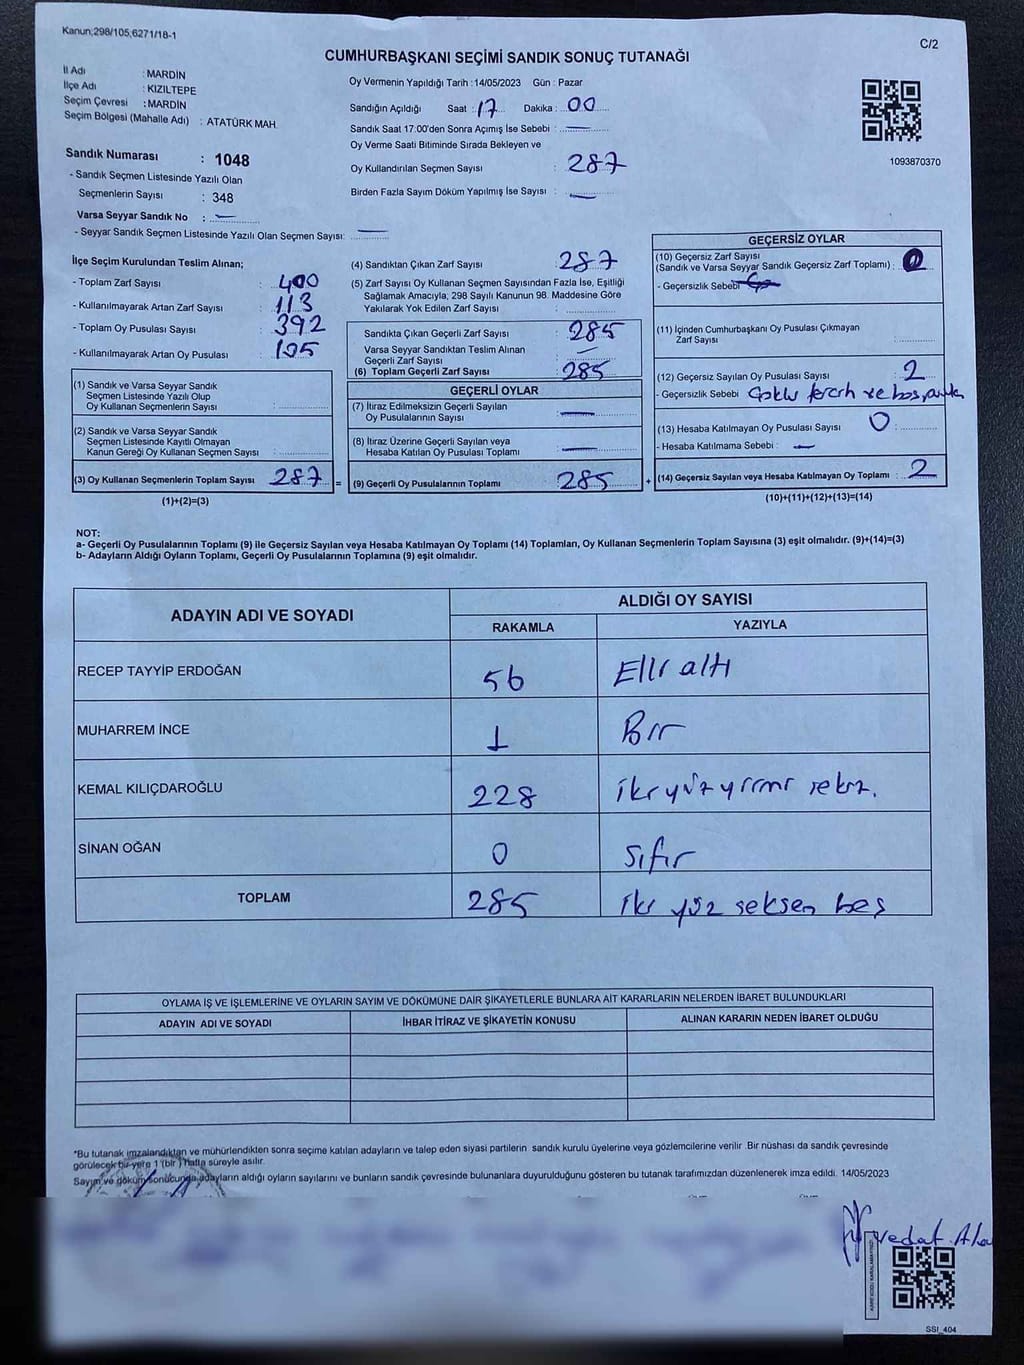 Kanun;298/105,6271/18-1
C/2
CUMHURBAŞKANI SEÇİMİ SANDIK SONUÇ TUTANAĞI
İl Adı : MARDİN
İlçe Adı : KIZILTEPE
Seçim Çevresi : MARDİN
Seçim Bölgesi (Mahalle Adı) : ATATÜRK MAH.
Oy Vermenin Yapıldığı Tarih :14/05/2023 Gün : Pazar
Sandığın Açıldığı Saat : 17 Dakika : 00
Sandık Saat 17:00'den Sonra Açımış İse Sebebi : —
Oy Verme Saati Bitiminde Sırada Bekleyen ve
Oy Kullandırılan Seçmen Sayısı : 287
Birden Fazla Sayım Döküm Yapılmış İse Sayısı : —
1093870370
Sandık Numarası : 1048
- Sandık Seçmen Listesinde Yazılı Olan
Seçmenlerin Sayısı : 348
Varsa Seyyar Sandık No : —
- Seyyar Sandık Seçmen Listesinde Yazılı Olan Seçmen Sayısı: —
İlçe Seçim Kurulundan Teslim Alınan;
- Toplam Zarf Sayısı : 400
- Kullanılmayarak Artan Zarf Sayısı : 113
- Toplam Oy Pusulası Sayısı : 392
- Kullanılmayarak Artan Oy Pusulası : 105
(1) Sandık ve Varsa Seyyar Sandık
Seçmen Listesinde Yazılı Olup
Oy Kullanan Seçmenlerin Sayısı :
(2) Sandık ve Varsa Seyyar Sandık
Seçmen Listesinde Kayıtlı Olmayan
Kanun Gereği Oy Kullanan Seçmen Sayısı :
(3) Oy Kullanan Seçmenlerin Toplam Sayısı : 287 =
(1)+(2)=(3)
(4) Sandıktan Çıkan Zarf Sayısı : 287
(5) Zarf Sayısı Oy Kullanan Seçmen Sayısından Fazla İse, Eşitliği
Sağlamak Amacıyla; 298 Sayılı Kanunun 98. Maddesine Göre
Yakılarak Yok Edilen Zarf Sayısı :
Sandıkta Çıkan Geçerli Zarf Sayısı : 285
Varsa Seyyar Sandıktan Teslim Alınan
Geçerli Zarf Sayısı : —
(6) Toplam Geçerli Zarf Sayısı : 285
GEÇERLİ OYLAR
(7) İtiraz Edilmeksizin Geçerli Sayılan
Oy Pusulalarının Sayısı : —
(8) İtiraz Üzerine Geçerli Sayılan veya
Hesaba Katılan Oy Pusulası Toplamı : —
(9) Geçerli Oy Pusulalarının Toplamı : 285 +
GEÇERSİZ OYLAR
(10) Geçersiz Zarf Sayısı
(Sandık ve Varsa Seyyar Sandık Geçersiz Zarf Toplamı) : 0
- Geçersizlik Sebebi
(11) İçinden Cumhurbaşkanı Oy Pusulası Çıkmayan
Zarf Sayısı :
(12) Geçersiz Sayılan Oy Pusulası Sayısı : 2
- Geçersizlik Sebebi Çoklu tercih ve boş
(13) Hesaba Katılmayan Oy Pusulası Sayısı : 0
- Hesaba Katılmama Sebebi : —
(14) Geçersiz Sayılan veya Hesaba Katılmayan Oy Toplamı : 2
(10)+(11)+(12)+(13)=(14)
NOT:
a- Geçerli Oy Pusulalarının Toplamı (9) ile Geçersiz Sayılan veya Hesaba Katılmayan Oy Toplamı (14) Toplamları, Oy Kullanan Seçmenlerin Toplam Sayısına (3) eşit olmalıdır. (9)+(14)=(3)
b- Adayların Aldığı Oyların Toplamı, Geçerli Oy Pusulalarının Toplamına (9) eşit olmalıdır.
ADAYIN ADI VE SOYADI
ALDIĞI OY SAYISI
RAKAMLA YAZIYLA
RECEP TAYYİP ERDOĞAN 56 Elli altı
MUHARREM İNCE 1 Bir
KEMAL KILIÇDAROĞLU 228 iki yüz yirmi sekiz.
SİNAN OĞAN 0 Sıfır
TOPLAM 285 iki yüz seksen beş
OYLAMA İŞ VE İŞLEMLERİNE VE OYLARIN SAYIM VE DÖKÜMÜNE DAİR ŞİKAYETLERLE BUNLARA AİT KARARLARIN NELERDEN İBARET BULUNDUKLARI
ADAYIN ADI VE SOYADI İHBAR İTİRAZ VE ŞİKAYETİN KONUSU ALINAN KARARIN NEDEN İBARET OLDUĞU
*Bu tutanak imzalandıktan ve mühürlendikten sonra seçime katılan adayların ve talep eden siyasi partilerin sandık kurulu üyelerine veya gözlemcilerine verilir .Bir nüshası da sandık çevresinde
görülecek bir yere 1 (bir ) hafta süreyle asılır.
Sayım ve döküm sonucunda adayların aldığı oyların sayılarını ve bunların sandık çevresinde bulunanlara duyurulduğunu gösteren bu tutanak tarafımızdan düzenlenerek imza edildi. 14/05/2023
vedat
SSI_404